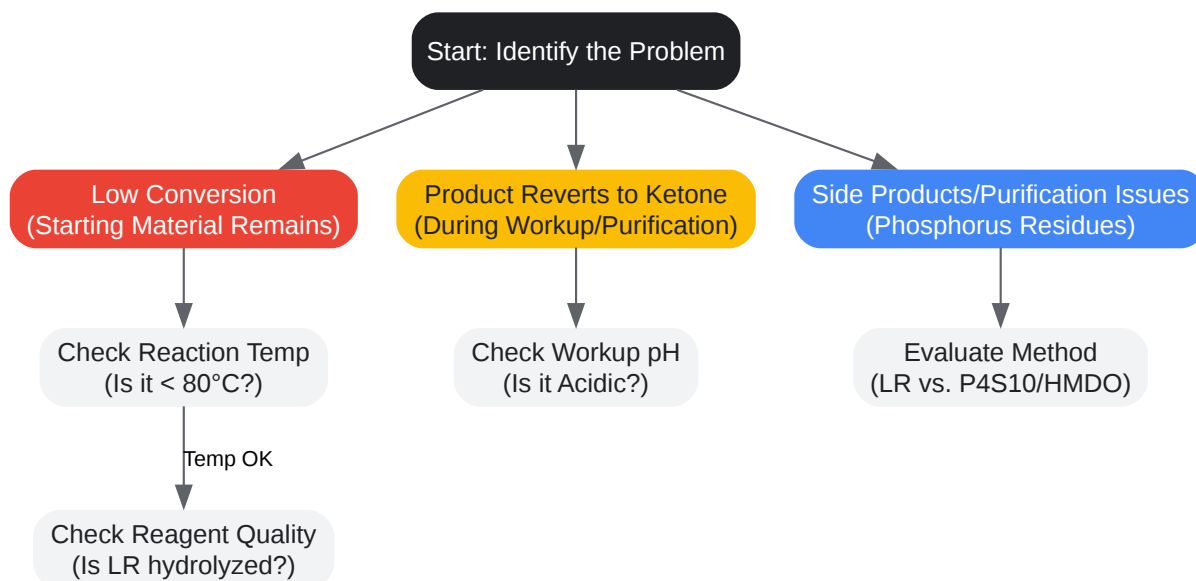 Start: Identify the Problem
Low Conversion
(Starting Material Remains)
Product Reverts to Ketone
(During Workup/Purification)
Side Products/Purification Issues
(Phosphorus Residues)
Check Reaction Temp
(Is it < 80°C?)
Check Workup pH
(Is it Acidic?)
Evaluate Method
(LR vs. P4S10/HMDO)
Temp OK
Check Reagent Quality
(Is LR hydrolyzed?)